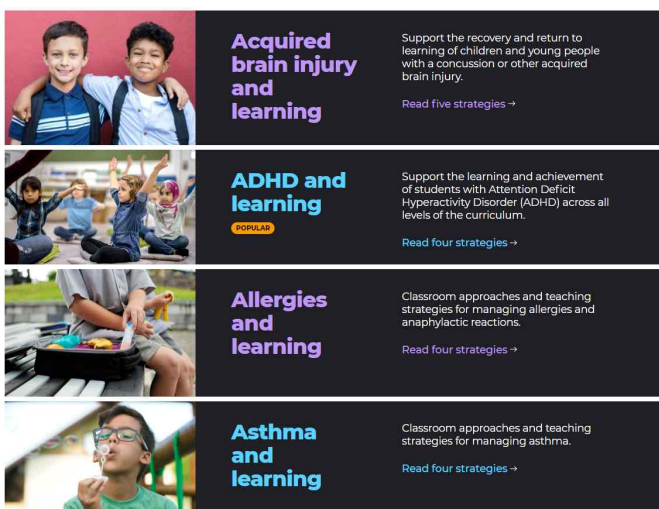 Acquired
brain injury
and
learning
Support the recovery and return to
learning of children and young people
with a concussion or other acquired
brain injury.
Read five strategies →
ADHD and
learning
POPULAR
Support the learning and achievement
of students with Attention Deficit
Hyperactivity Disorder (ADHD) across all
levels of the curriculum.
Read four strategies →
Allergies
and
learning
Classroom approaches and teaching
strategies for managing allergies and
anaphylactic reactions.
Read four strategies →
Asthma
and
learning
Classroom approaches and teaching
strategies for managing asthma.
Read four strategies →